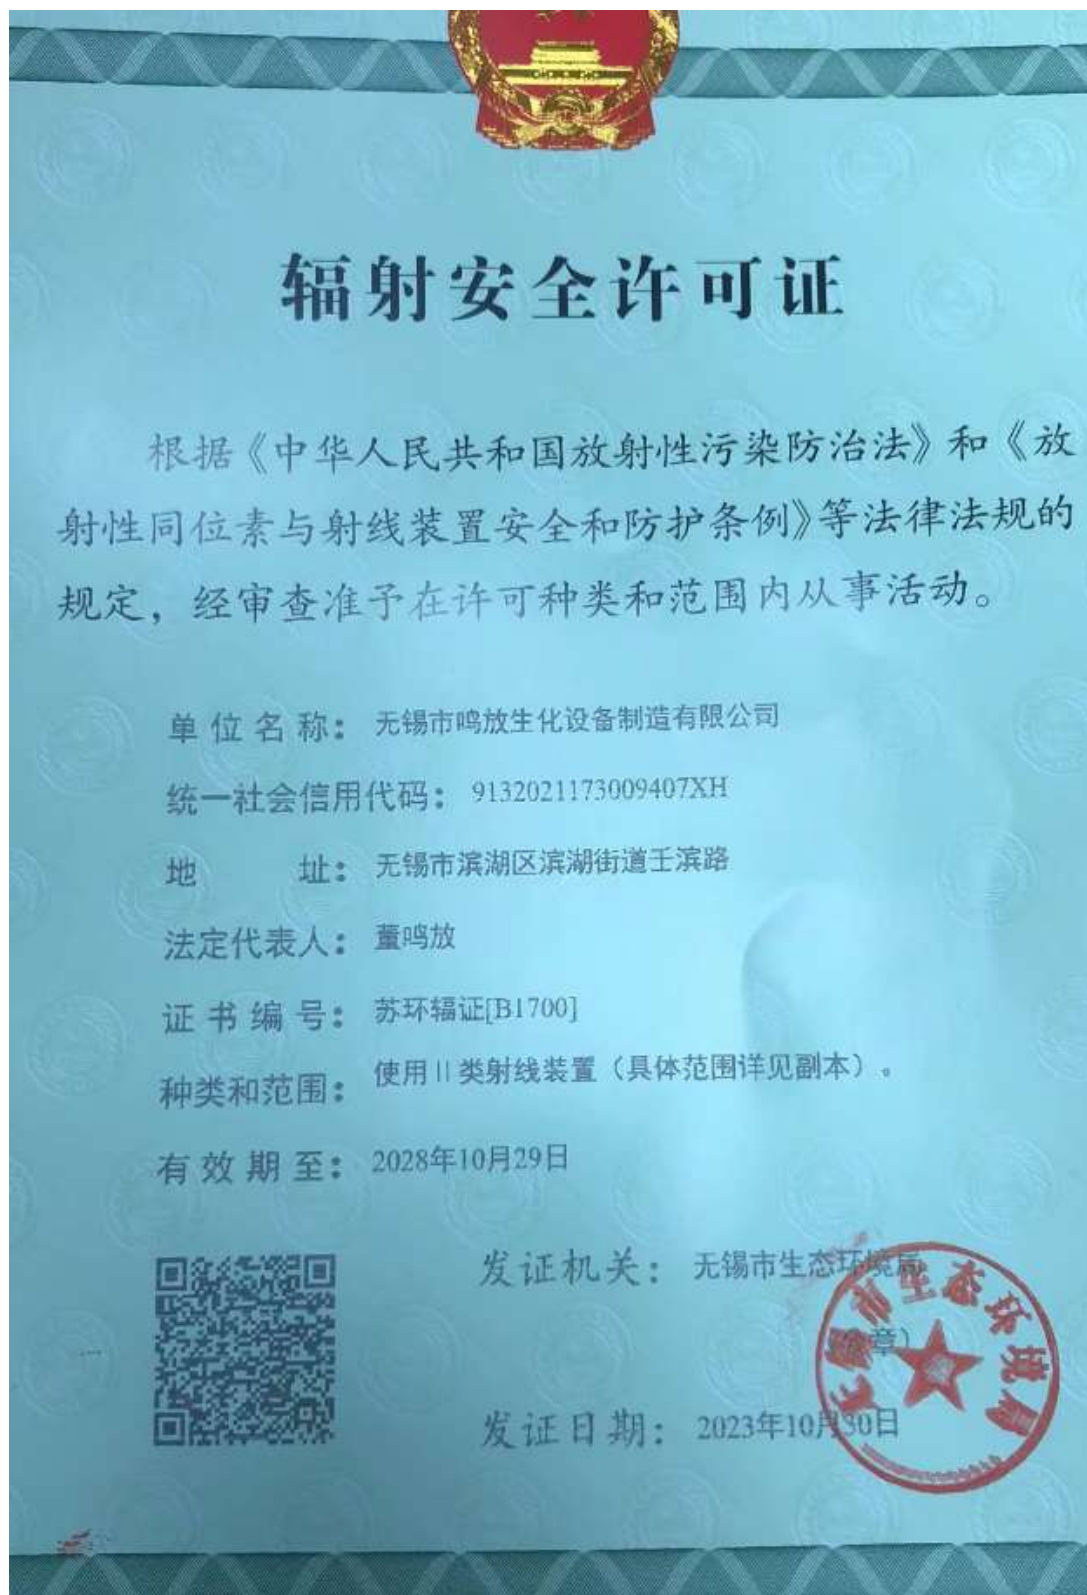 辐射安全许可证
根据《中华人民共和国放射性污染防治法》和《放
射性同位素与射线装置安全和防护条例》等法律法规的
规定，经审查准予在许可种类和范围内从事活动。
单位名称：无锡市鸣放生化设备制造有限公司
统一社会信用代码：9132021173009407XH
地 址：无锡市滨湖区滨湖街道壬滨路
法定代表人：董鸣放
证书编号：苏环辐证[B1700]
种类和范围：使用Ⅱ类射线装置（具体范围详见副本）。
有效期至：2028年10月29日
发证机关：无锡市生态环境局
章）
发证日期：2023年10月30日
无锡市生态环境局